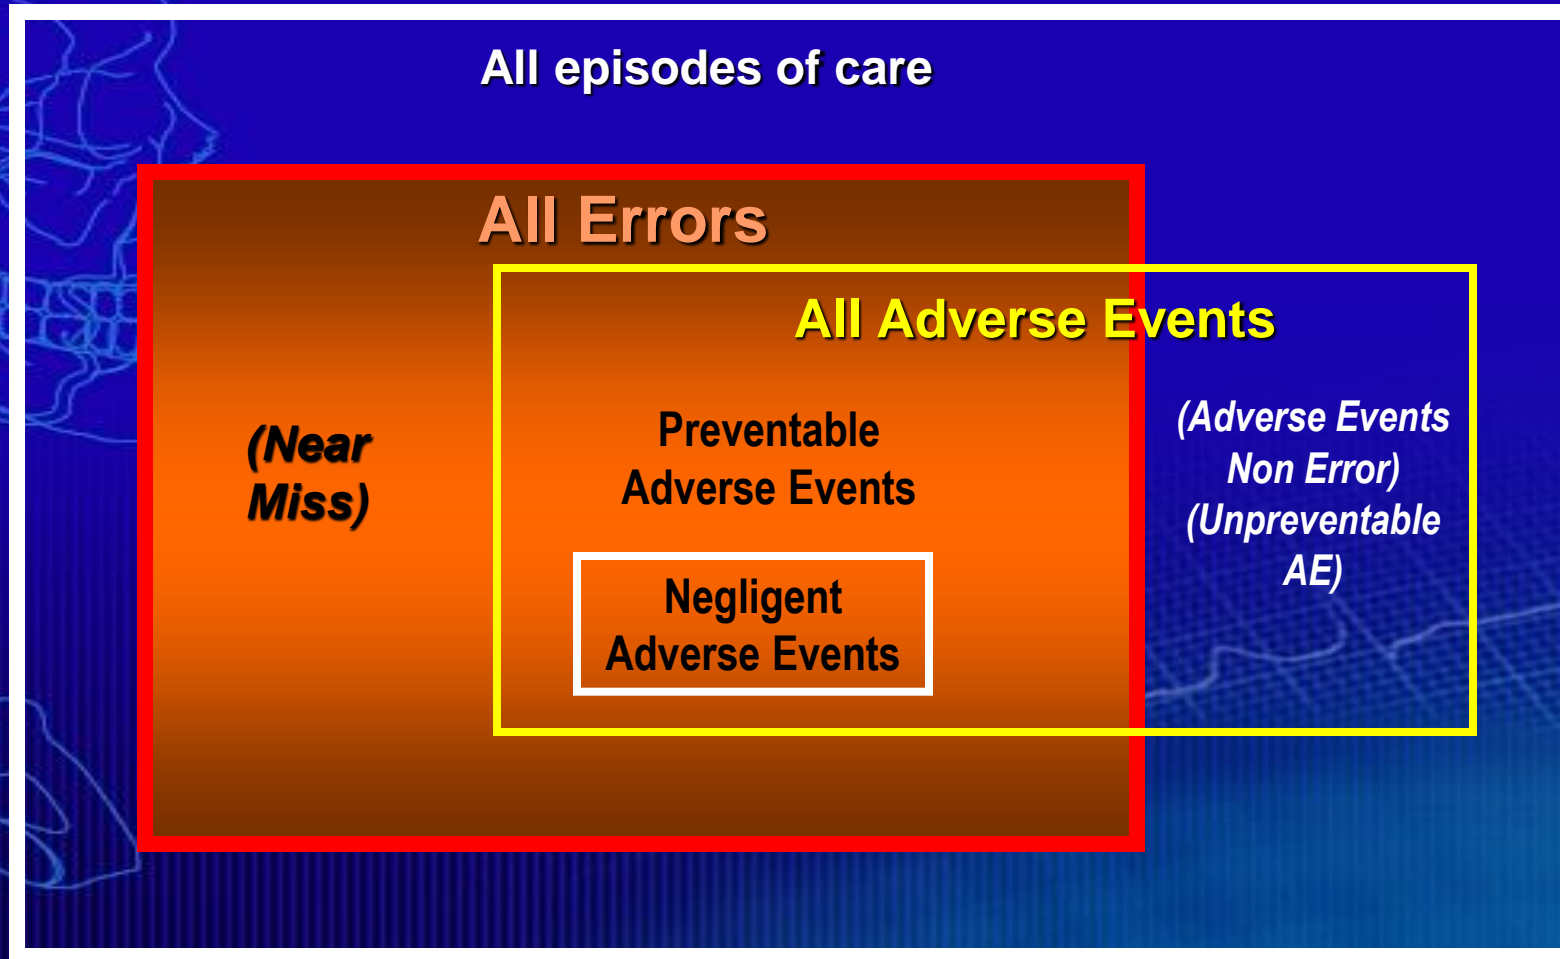 All episodes of care
All Errors
All Adverse Events
(Near
Miss)
Preventable
Adverse Events
Negligent
Adverse Events
(Adverse Events
Non Error)
(Unpreventable
AE)